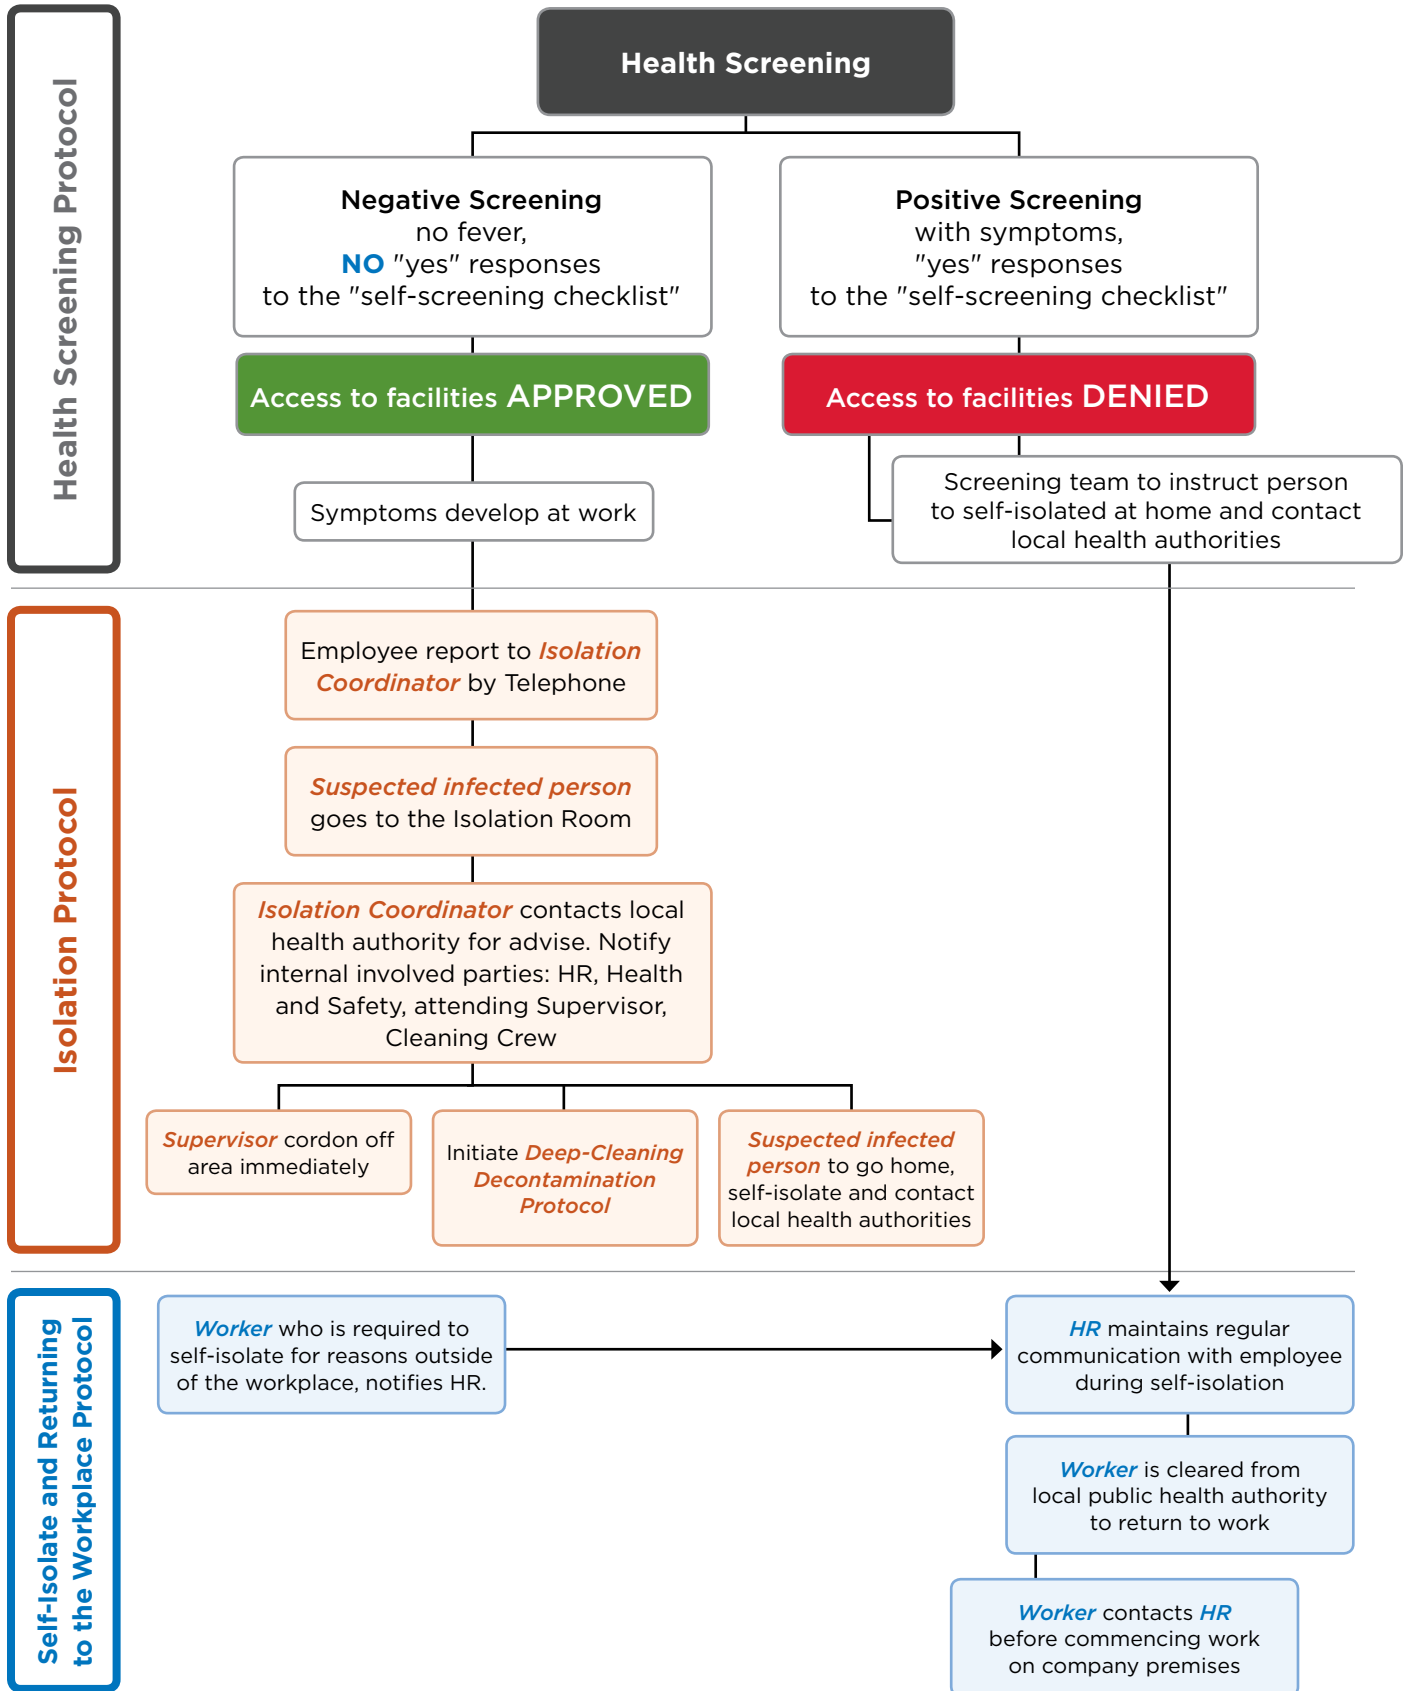 Health Screening Protocol
Health Screening
Negative Screening
no fever,
NO "yes" responses
to the "self-screening checklist"
Positive Screening
with symptoms,
"yes" responses
to the "self-screening checklist"
Access to facilities APPROVED
Access to facilities DENIED
Symptoms develop at work
Screening team to instruct person
to self-isolated at home and contact
local health authorities
Isolation Protocol
Employee report to Isolation
Coordinator by Telephone
Suspected infected person
goes to the Isolation Room
Isolation Coordinator contacts local
health authority for advise. Notify
internal involved parties: HR, Health
and Safety, attending Supervisor,
Cleaning Crew
Supervisor cordon off
area immediately
Initiate Deep-Cleaning
Decontamination
Protocol
Suspected infected
person to go home,
self-isolate and contact
local health authorities
Self-Isolate and Returning
to the Workplace Protocol
Worker who is required to
self-isolate for reasons outside
of the workplace, notifies HR.
HR maintains regular
communication with employee
during self-isolation
Worker is cleared from
local public health authority
to return to work
Worker contacts HR
before commencing work
on company premises